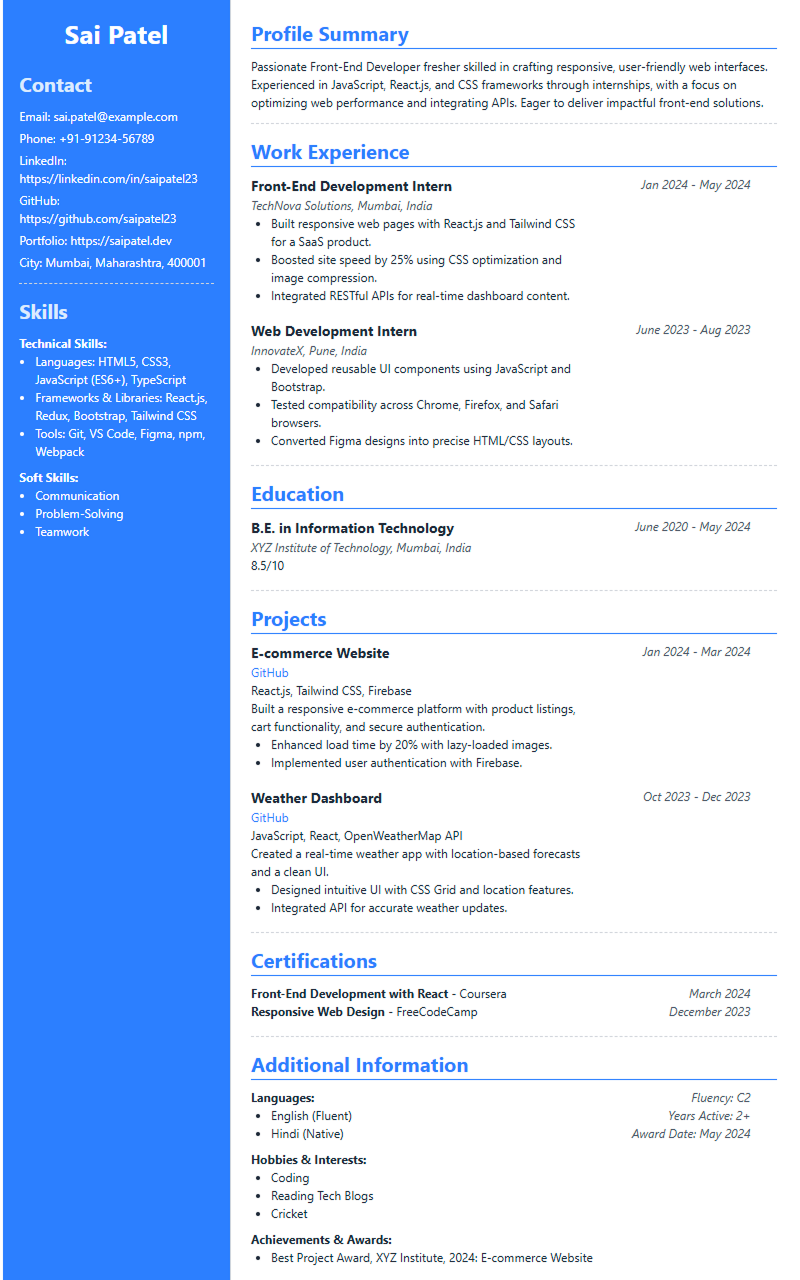 Sai Patel
Contact
Email: sai.patel@example.com
Phone: +91-91234-56789
LinkedIn:
https://linkedin.com/in/saipatel23
GitHub:
https://github.com/saipatel23
Portfolio: https://saipatel.dev
City: Mumbai, Maharashtra, 400001
Skills
Technical Skills:
• Languages: HTML5, CSS3,
JavaScript (ES6+), TypeScript
• Frameworks & Libraries: React.js,
Redux, Bootstrap, Tailwind CSS
• Tools: Git, VS Code, Figma, npm,
Webpack
Soft Skills:
• Communication
• Problem-Solving
• Teamwork
Profile Summary
Passionate Front-End Developer fresher skilled in crafting responsive, user-friendly web interfaces.
Experienced in JavaScript, React.js, and CSS frameworks through internships, with a focus on
optimizing web performance and integrating APIs. Eager to deliver impactful front-end solutions.
Work Experience
Front-End Development Intern Jan 2024 - May 2024
TechNova Solutions, Mumbai, India
• Built responsive web pages with React.js and Tailwind CSS
for a SaaS product.
• Boosted site speed by 25% using CSS optimization and
image compression.
• Integrated RESTful APIs for real-time dashboard content.
Web Development Intern June 2023 - Aug 2023
InnovateX, Pune, India
• Developed reusable UI components using JavaScript and
Bootstrap.
• Tested compatibility across Chrome, Firefox, and Safari
browsers.
• Converted Figma designs into precise HTML/CSS layouts.
Education
B.E. in Information Technology June 2020 - May 2024
XYZ Institute of Technology, Mumbai, India
8.5/10
Projects
E-commerce Website Jan 2024 - Mar 2024
GitHub
React.js, Tailwind CSS, Firebase
Built a responsive e-commerce platform with product listings,
cart functionality, and secure authentication.
• Enhanced load time by 20% with lazy-loaded images.
• Implemented user authentication with Firebase.
Weather Dashboard Oct 2023 - Dec 2023
GitHub
JavaScript, React, OpenWeatherMap API
Created a real-time weather app with location-based forecasts
and a clean UI.
• Designed intuitive UI with CSS Grid and location features.
• Integrated API for accurate weather updates.
Certifications
Front-End Development with React - Coursera March 2024
Responsive Web Design - FreeCodeCamp December 2023
Additional Information
Languages: Fluency: C2
• English (Fluent) Years Active: 2+
• Hindi (Native) Award Date: May 2024
Hobbies & Interests:
• Coding
• Reading Tech Blogs
• Cricket
Achievements & Awards:
• Best Project Award, XYZ Institute, 2024: E-commerce Website